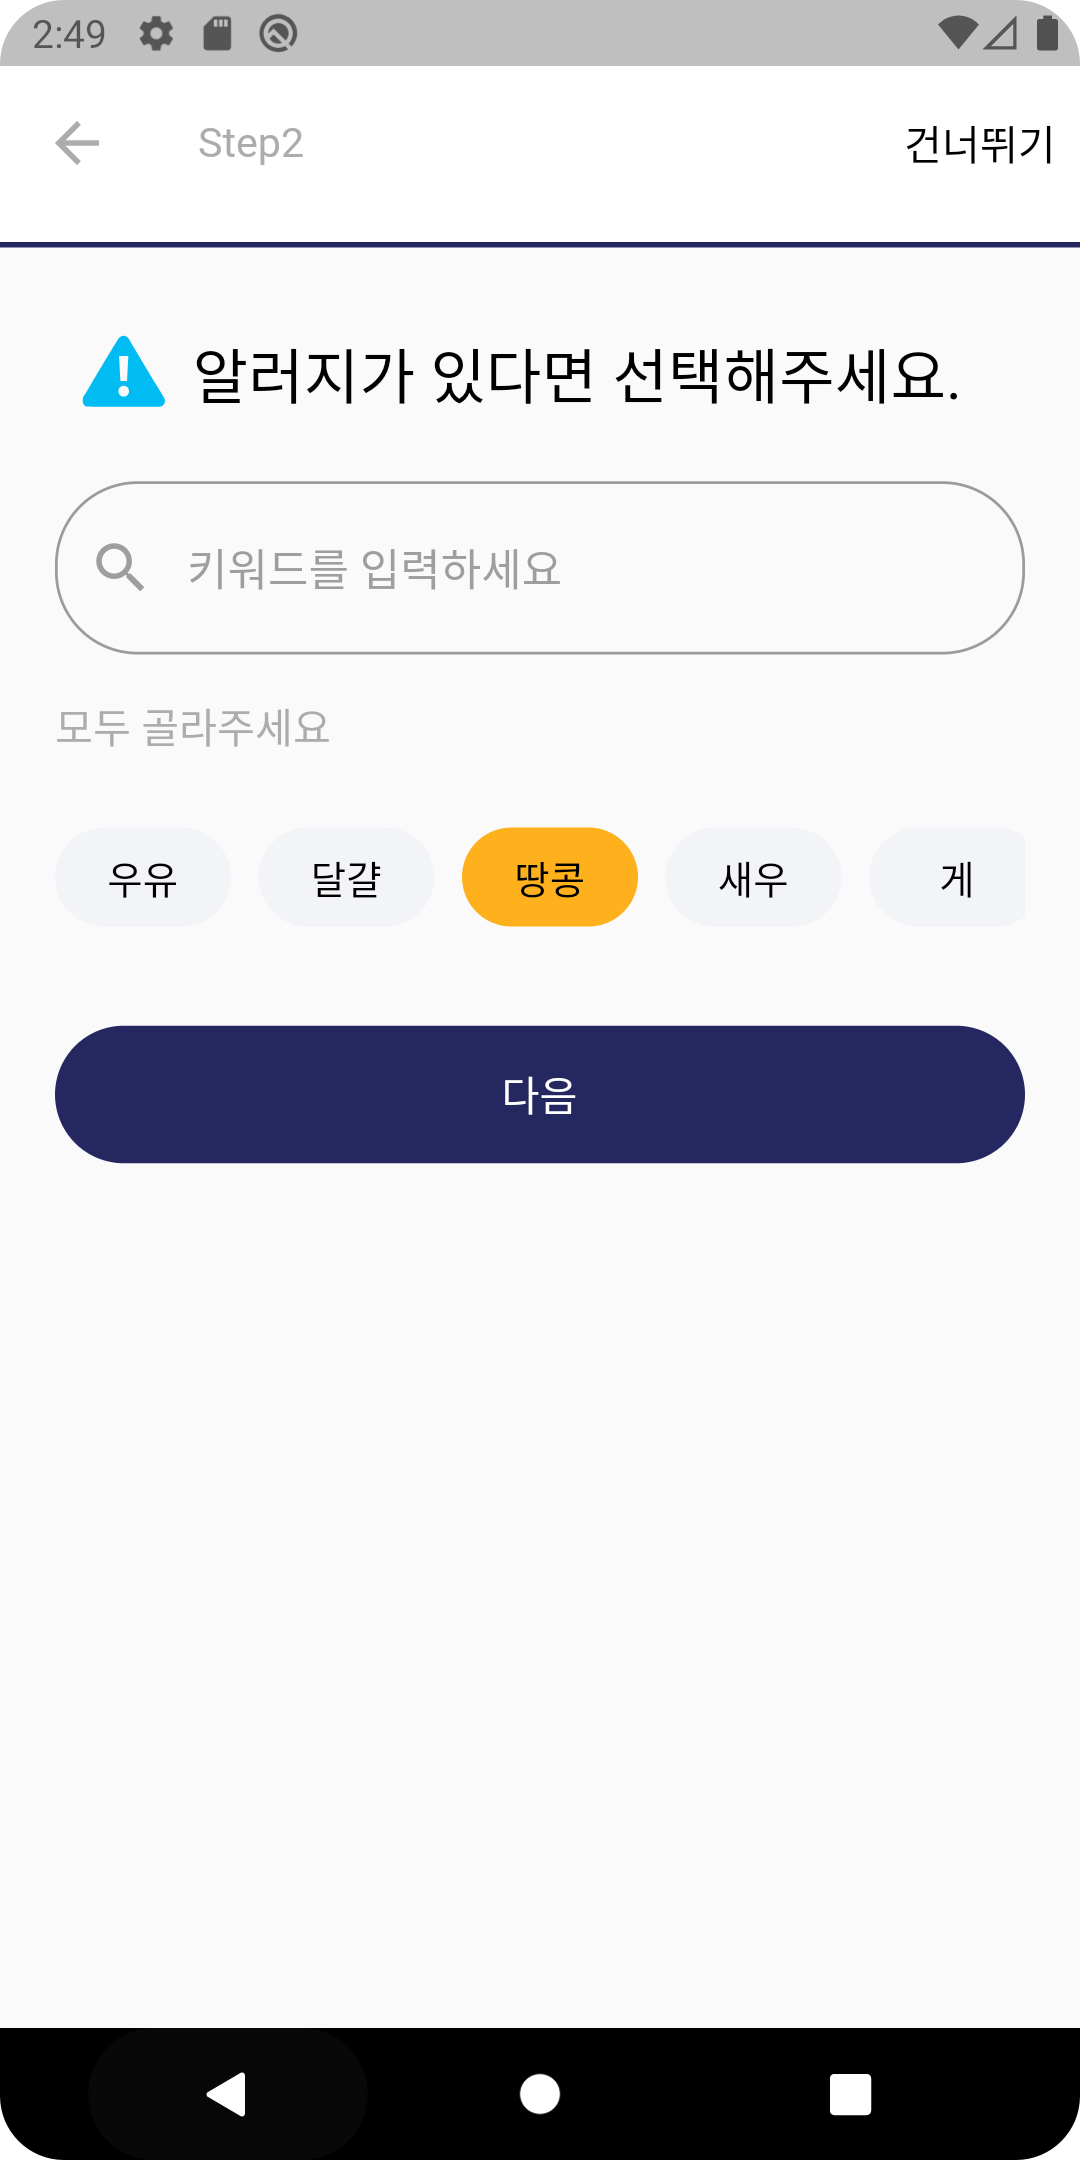 2:49
Step2
건너뛰기
알러지가 있다면 선택해주세요.
키워드를 입력하세요
모두 골라주세요
우유 달걀 땅콩 새우 게
다음